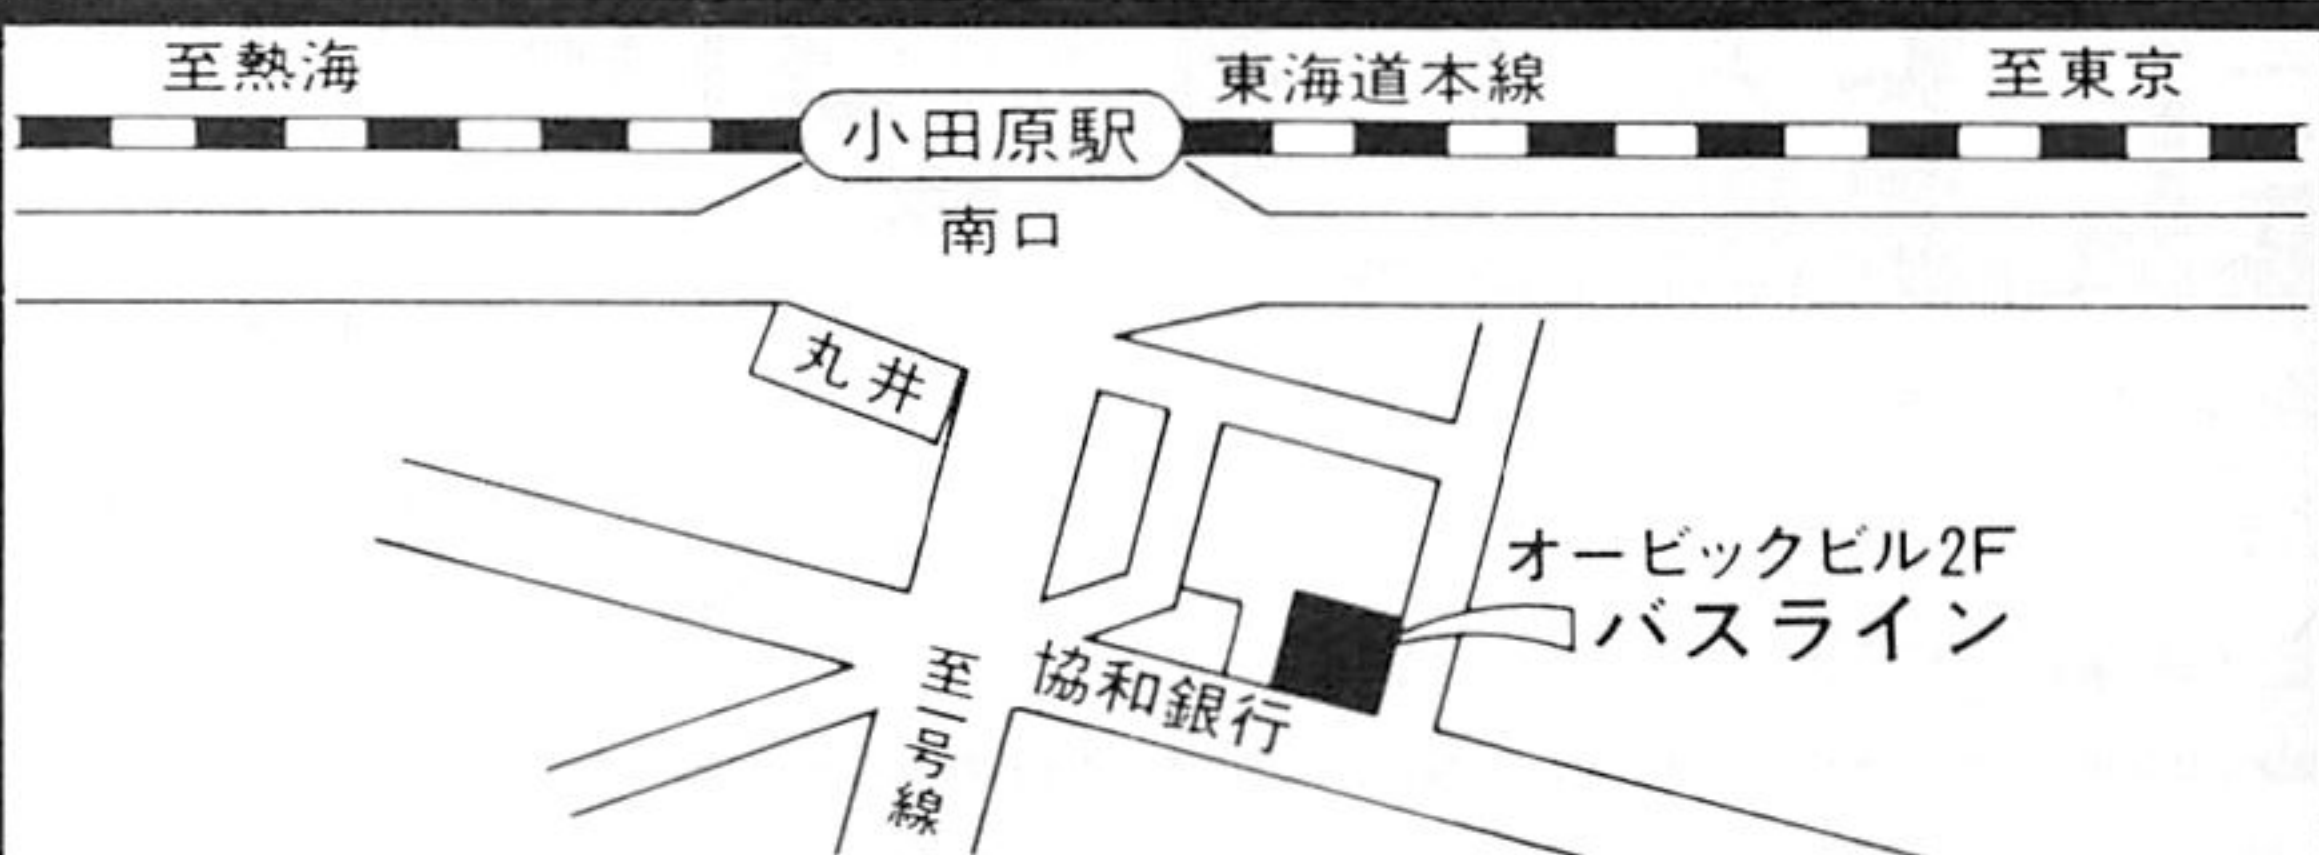 至熱海
東海道本線
至東京
小田原駅
南口
丸井
オービックビル2F
バスライン
協和銀行
至一号線